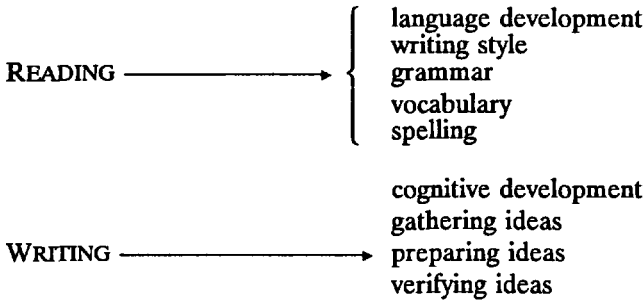 language development
writing style
READING grammar
vocabulary
spelling
cognitive development
gathering ideas
WRITING preparing ideas
verifying ideas